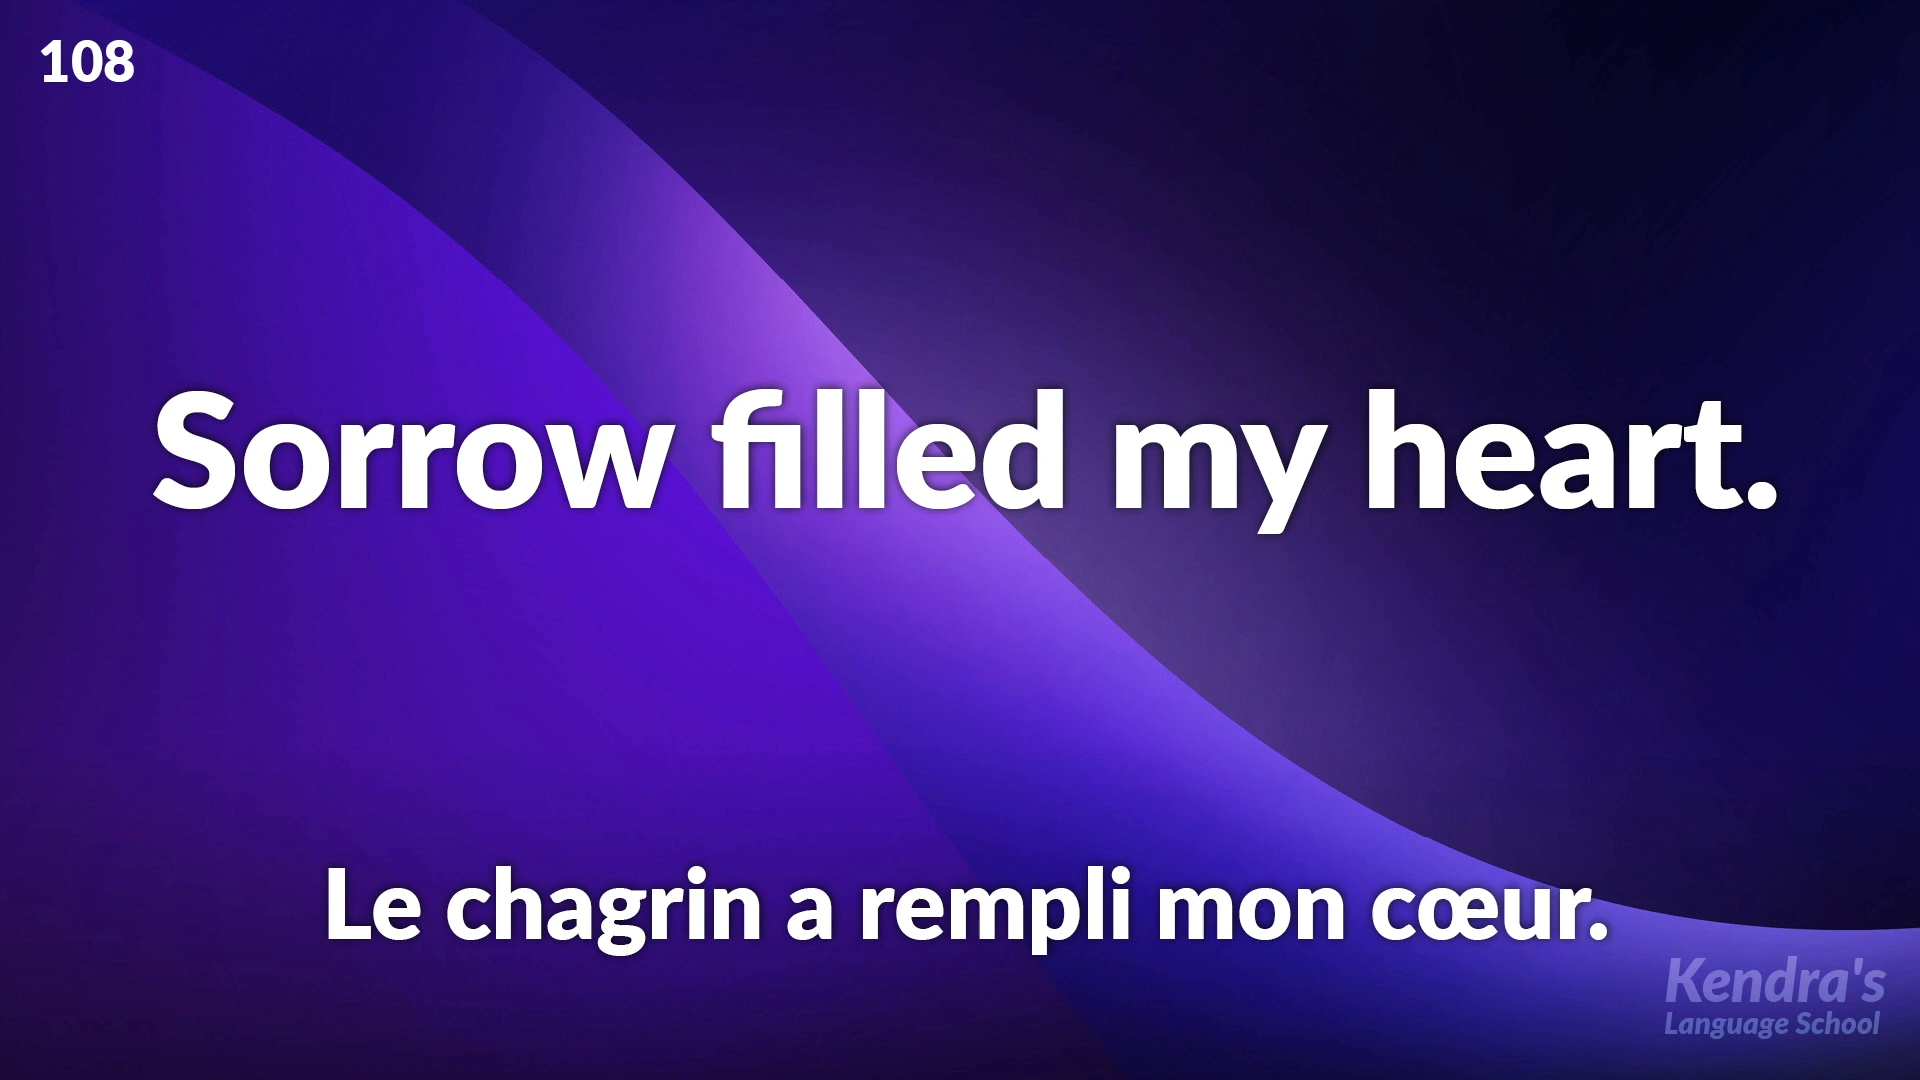 108
Sorrow filled my heart.
Le chagrin a rempli mon cœur.
Kendra's
Language School